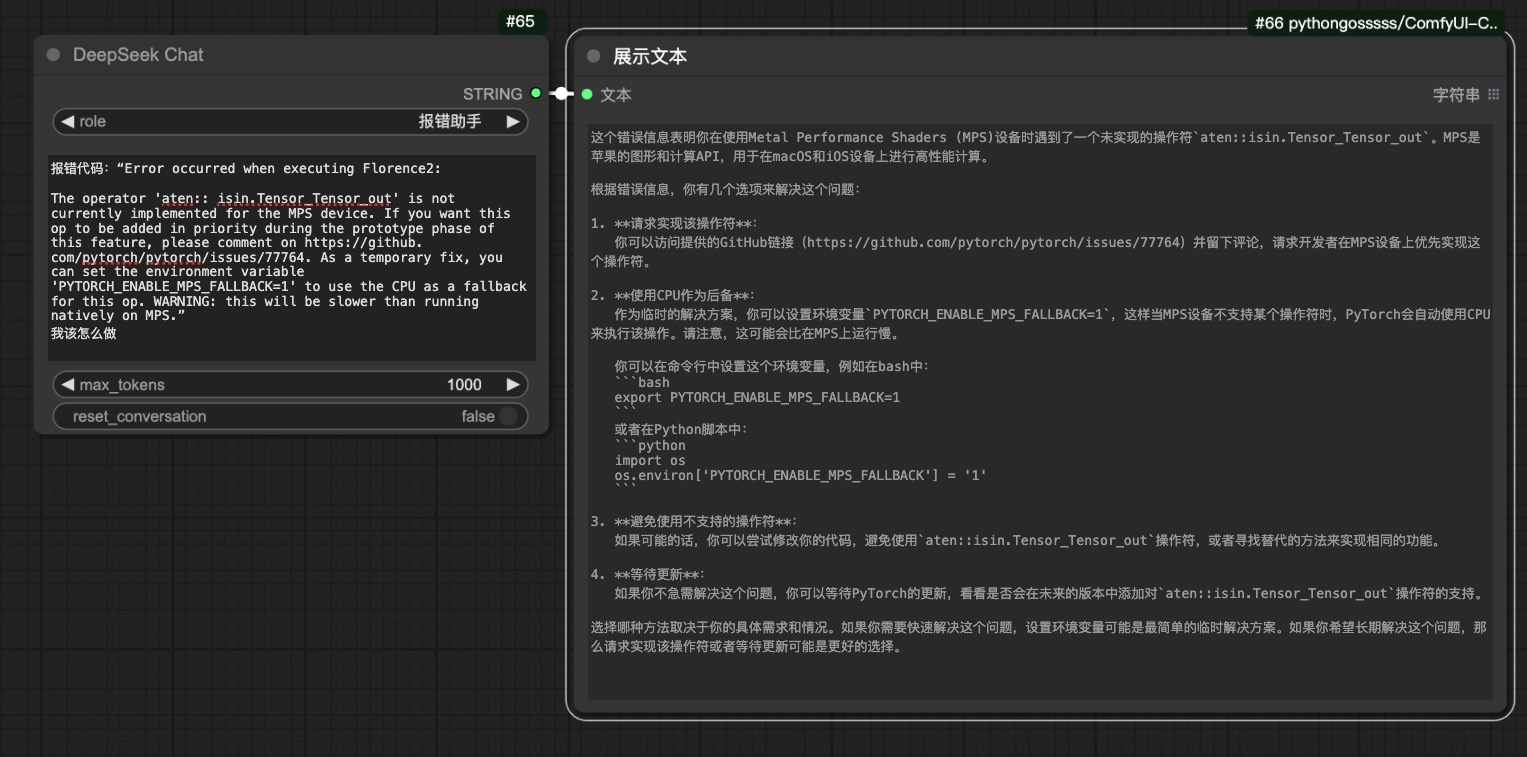 #65
DeepSeek Chat
STRING
role
报错助手
报错代码：“Error occurred when executing Florence2:
The operator 'aten:: isin.Tensor_Tensor_out' is not
currently implemented for the MPS device. If you want this
op to be added in priority during the prototype phase of
this feature, please comment on https://github.
com/pytorch/pytorch/issues/77764. As a temporary fix, you
can set the environment variable
'PYTORCH_ENABLE_MPS_FALLBACK=1' to use the CPU as a fallback
for this op. WARNING: this will be slower than running
natively on MPS.”
我该怎么做
max_tokens
1000
reset_conversation
false
#66 pythongosssss/ComfyUI-C..
展示文本
文本
字符串
这个错误信息表明你在使用Metal Performance Shaders (MPS)设备时遇到了一个未实现的操作符`aten::isin.Tensor_Tensor_out`。MPS是
苹果的图形和计算API，用于在macOS和iOS设备上进行高性能计算。
根据错误信息，你有几个选项来解决这个问题：
1. **请求实现该操作符**：
你可以访问提供的GitHub链接（https://github.com/pytorch/pytorch/issues/77764）并留下评论，请求开发者在MPS设备上优先实现这
个操作符。
2. **使用CPU作为后备**：
作为临时的解决方案，你可以设置环境变量`PYTORCH_ENABLE_MPS_FALLBACK=1`，这样当MPS设备不支持某个操作符时，PyTorch会自动使用CPU
来执行该操作。请注意，这可能会比在MPS上运行慢。
你可以在命令行中设置这个环境变量，例如在bash中：
```bash
export PYTORCH_ENABLE_MPS_FALLBACK=1
```
或者在Python脚本中：
```python
import os
os.environ['PYTORCH_ENABLE_MPS_FALLBACK'] = '1'
```
3. **避免使用不支持的操作符**：
如果可能的话，你可以尝试修改你的代码，避免使用`aten::isin.Tensor_Tensor_out`操作符，或者寻找替代的方法来实现相同的功能。
4. **等待更新**：
如果你不急需解决这个问题，你可以等待PyTorch的更新，看看是否会在未来的版本中添加对`aten::isin.Tensor_Tensor_out`操作符的支持。
选择哪种方法取决于你的具体需求和情况。如果你需要快速解决这个问题，设置环境变量可能是最简单的临时解决方案。如果你希望长期解决这个问题，那
么请求实现该操作符或者等待更新可能是更好的选择。